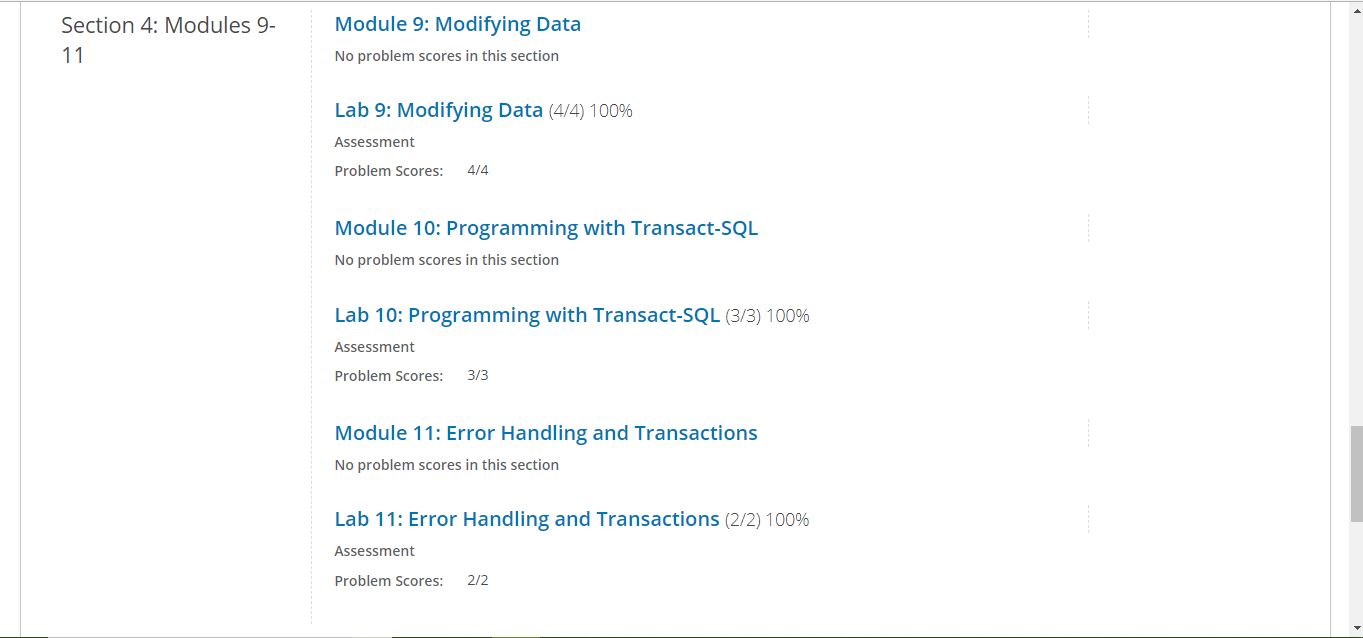 Section 4: Modules 9-
11
Module 9: Modifying Data
No problem scores in this section
Lab 9: Modifying Data (4/4) 100%
Assessment
Problem Scores: 4/4
Module 10: Programming with Transact-SQL
No problem scores in this section
Lab 10: Programming with Transact-SQL (3/3) 100%
Assessment
Problem Scores: 3/3
Module 11: Error Handling and Transactions
No problem scores in this section
Lab 11: Error Handling and Transactions (2/2) 100%
Assessment
Problem Scores: 2/2